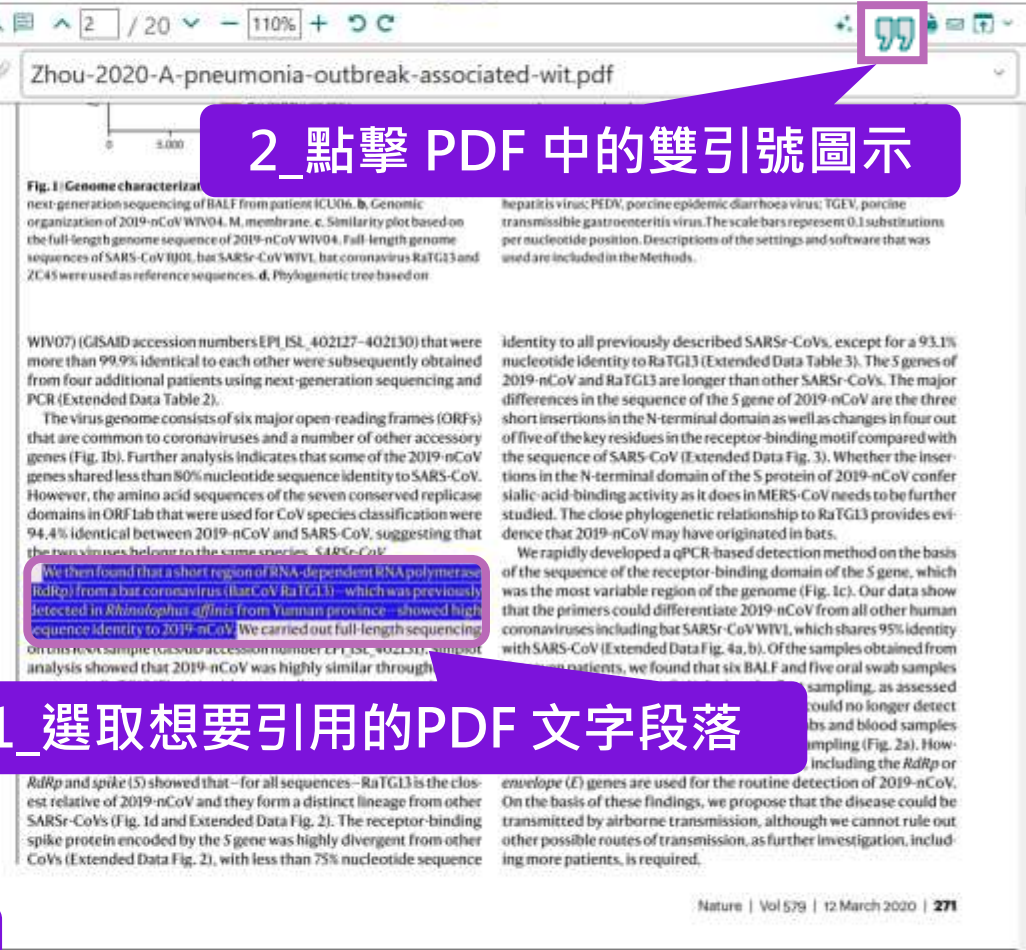 2 / 20
110%
Zhou-2020-A-pneumonia-outbreak-associated-wit.pdf
2_點擊 PDF 中的雙引號圖示
0 5,000
Fig. 1 | Genome characterizat
next-generation sequencing of BALF from patient ICU06. b, Genomic
organization of 2019-nCoV WIV04. M, membrane. c, Similarity plot based on
the full-length genome sequence of 2019-nCoV WIV04. Full-length genome
sequences of SARS-CoV BJ01, bat SARSr-CoV WIV1, bat coronavirus RaTG13 and
ZC45 were used as reference sequences. d, Phylogenetic tree based on
hepatitis virus; PEDV, porcine epidemic diarrhoea virus; TGEV, porcine
transmissible gastroenteritis virus.The scale bars represent 0.1 substitutions
per nucleotide position. Descriptions of the settings and software that was
used are included in the Methods.
WIV07) (GISAID accession numbers EPI_ISL_402127–402130) that were
more than 99.9% identical to each other were subsequently obtained
from four additional patients using next-generation sequencing and
PCR (Extended Data Table 2).
The virus genome consists of six major open-reading frames (ORFs)
that are common to coronaviruses and a number of other accessory
genes (Fig. 1b). Further analysis indicates that some of the 2019-nCoV
genes shared less than 80% nucleotide sequence identity to SARS-CoV.
However, the amino acid sequences of the seven conserved replicase
domains in ORF1ab that were used for CoV species classification were
94.4% identical between 2019-nCoV and SARS-CoV, suggesting that
the two viruses belong to the same species, SARSr-CoV.
We then found that a short region of RNA-dependent RNA polymerase
RdRp) from a bat coronavirus (BatCoV RaTG13)—which was previously
detected in Rhinolophus affinis from Yunnan province—showed high
equence identity to 2019-nCoV. We carried out full-length sequencing
on this RNA sample (GISAID accession number EPI_ISL_402131). Simplot
analysis showed that 2019-nCoV was highly similar through
1_選取想要引用的PDF 文字段落
RdRp and spike (S) showed that—for all sequences—RaTG13 is the clos-
est relative of 2019-nCoV and they form a distinct lineage from other
SARSr-CoVs (Fig. 1d and Extended Data Fig. 2). The receptor-binding
spike protein encoded by the S gene was highly divergent from other
CoVs (Extended Data Fig. 2), with less than 75% nucleotide sequence
identity to all previously described SARSr-CoVs, except for a 93.1%
nucleotide identity to RaTG13 (Extended Data Table 3). The S genes of
2019-nCoV and RaTG13 are longer than other SARSr-CoVs. The major
differences in the sequence of the S gene of 2019-nCoV are the three
short insertions in the N-terminal domain as well as changes in four out
of five of the key residues in the receptor-binding motif compared with
the sequence of SARS-CoV (Extended Data Fig. 3). Whether the inser-
tions in the N-terminal domain of the S protein of 2019-nCoV confer
sialic-acid-binding activity as it does in MERS-CoV needs to be further
studied. The close phylogenetic relationship to RaTG13 provides evi-
dence that 2019-nCoV may have originated in bats.
We rapidly developed a qPCR-based detection method on the basis
of the sequence of the receptor-binding domain of the S gene, which
was the most variable region of the genome (Fig. 1c). Our data show
that the primers could differentiate 2019-nCoV from all other human
coronaviruses including bat SARSr-CoV WIV1, which shares 95% identity
with SARS-CoV (Extended Data Fig. 4a, b). Of the samples obtained from
patients, we found that six BALF and five oral swab samples
sampling, as assessed
could no longer detect
bs and blood samples
mpling (Fig. 2a). How-
including the RdRp or
envelope (E) genes are used for the routine detection of 2019-nCoV.
On the basis of these findings, we propose that the disease could be
transmitted by airborne transmission, although we cannot rule out
other possible routes of transmission, as further investigation, includ-
ing more patients, is required.
Nature | Vol 579 | 12 March 2020 | 271